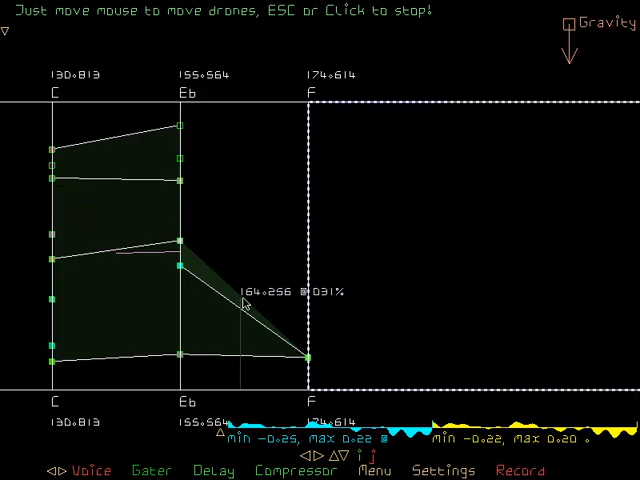 Just move mouse to move drones, ESC or Click to stop!
Gravity
130.813 155.564 174.614
C Eb F
164.256 @ 031%
C Eb F
130.813 155.564 174.614
min -0.25, max 0.22 @ min -0.22, max 0.20 .
i j
Voice Gater Delay Compressor Menu Settings Record